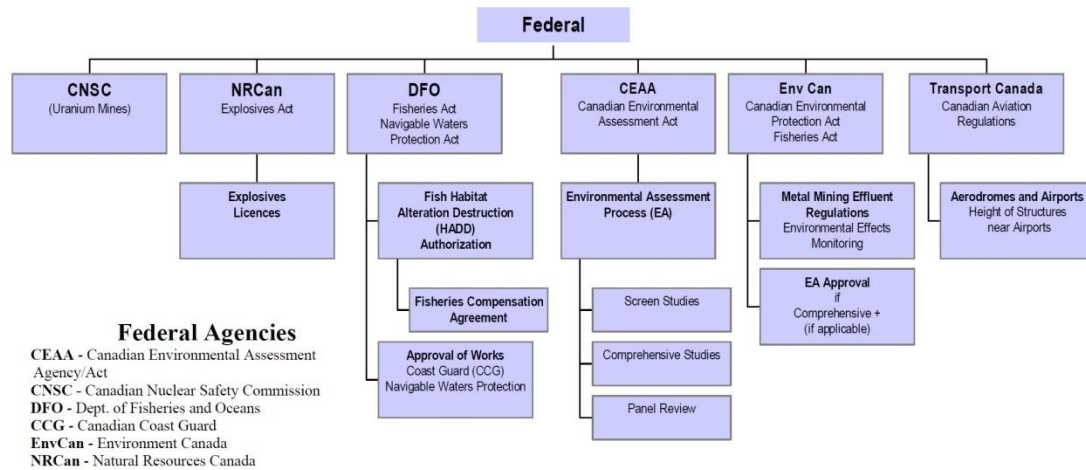 Federal
CNSC
(Uranium Mines)
NRCan
Explosives Act
DFO
Fisheries Act
Navigable Waters
Protection Act
CEAA
Canadian Environmental
Assessment Act
Env Can
Canadian Environmental
Protection Act
Fisheries Act
Transport Canada
Canadian Aviation
Regulations
Explosives
Licences
Fish Habitat
Alteration Destruction
(HADD)
Authorization
Environmental Assessment
Process (EA)
Metal Mining Effluent
Regulations
Environmental Effects
Monitoring
Aerodromes and Airports
Height of Structures
near Airports
Fisheries Compensation
Agreement
Screen Studies
EA Approval
if
Comprehensive +
(if applicable)
Approval of Works
Coast Guard (CCG)
Navigable Waters Protection
Comprehensive Studies
Panel Review
Federal Agencies
CEAA - Canadian Environmental Assessment
Agency/Act
CNSC - Canadian Nuclear Safety Commission
DFO - Dept. of Fisheries and Oceans
CCG - Canadian Coast Guard
EnvCan - Environment Canada
NRCan - Natural Resources Canada